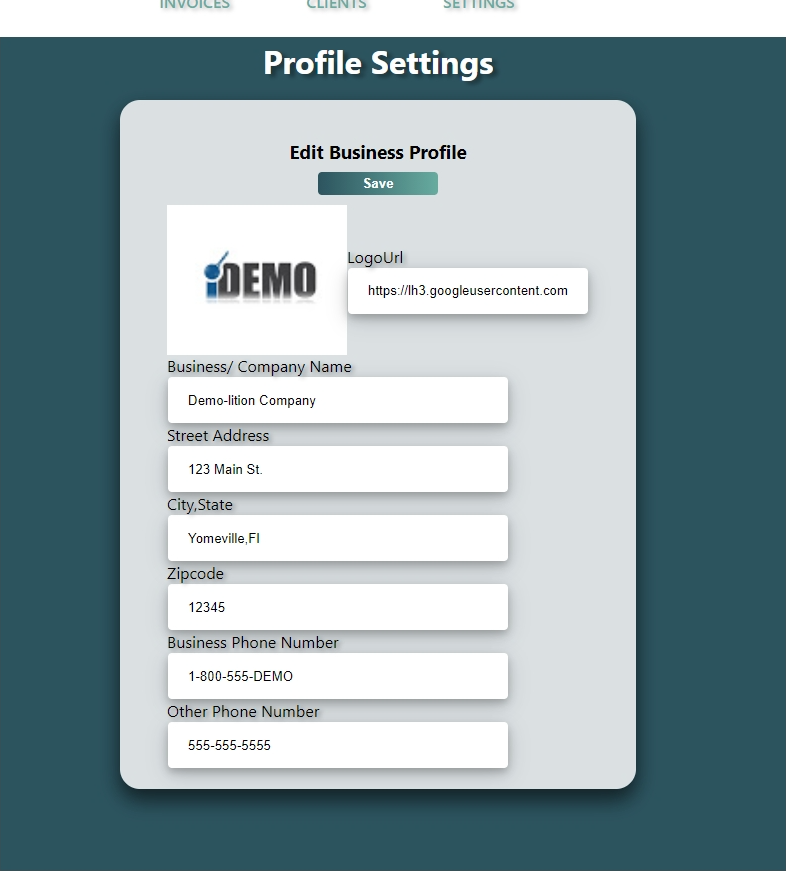 INVOICES CLIENTS SETTINGS
Profile Settings
Edit Business Profile
Save
iDEMO
LogoUrl
https://lh3.googleusercontent.com
Business/ Company Name
Demo-lition Company
Street Address
123 Main St.
City,State
Yomeville,Fl
Zipcode
12345
Business Phone Number
1-800-555-DEMO
Other Phone Number
555-555-5555